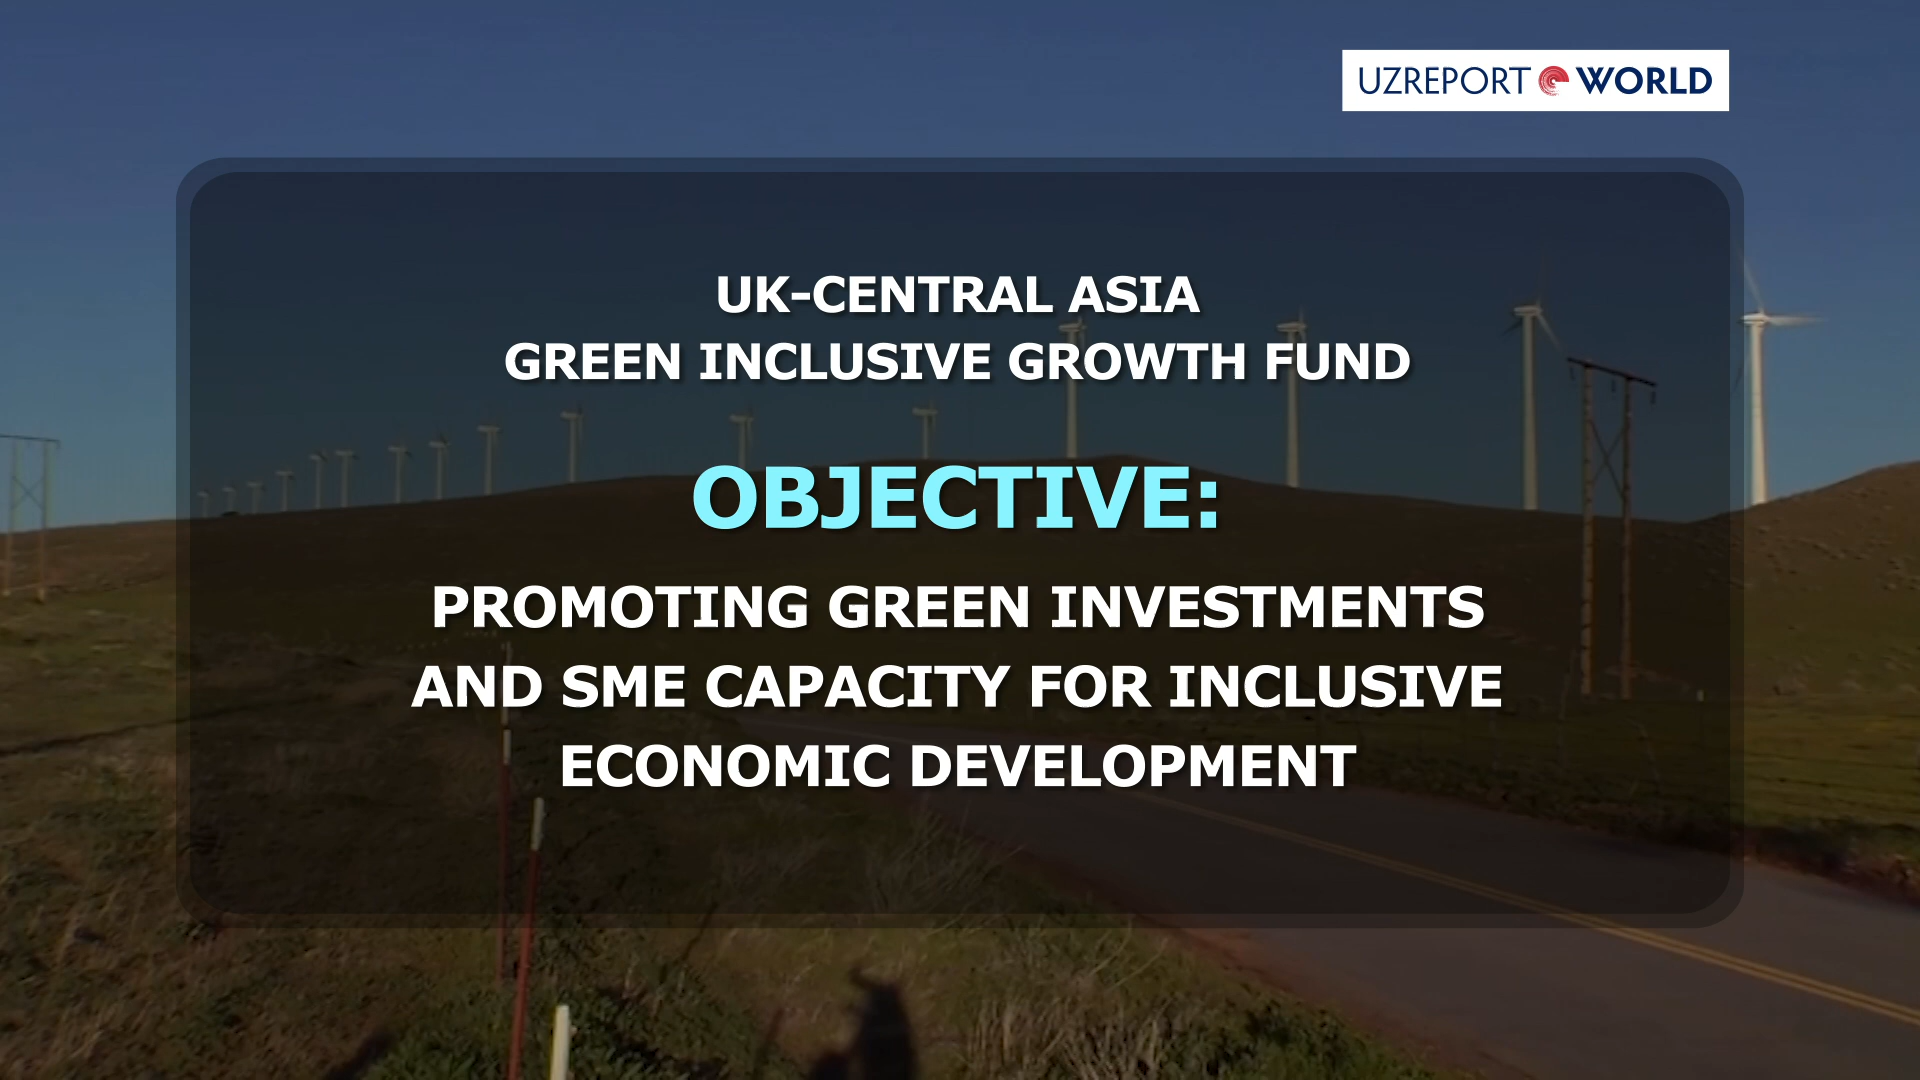 UZREPORT WORLD
UK-CENTRAL ASIA
GREEN INCLUSIVE GROWTH FUND
OBJECTIVE:
PROMOTING GREEN INVESTMENTS
AND SME CAPACITY FOR INCLUSIVE
ECONOMIC DEVELOPMENT